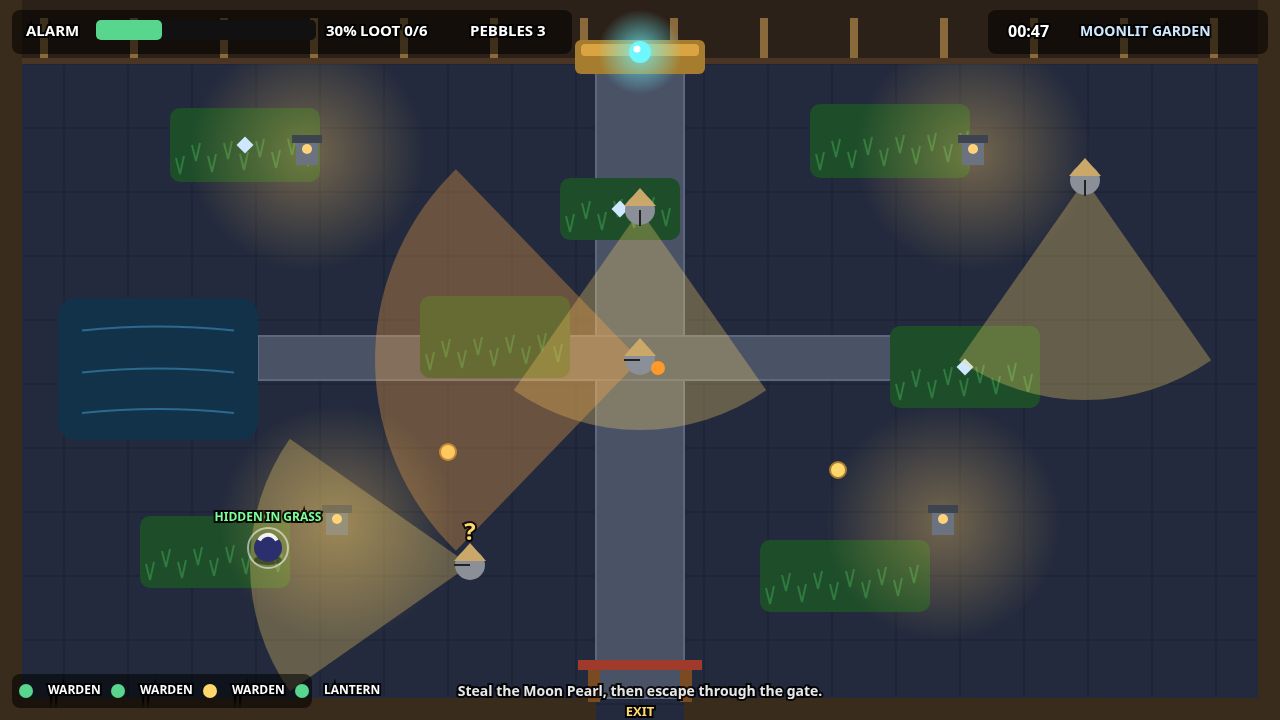 ALARM 30% LOOT 0/6 PEBBLES 3 00:47 MOONLIT GARDEN
HIDDEN IN GRASS
?
WARDEN WARDEN WARDEN LANTERN
Steal the Moon Pearl, then escape through the gate.
EXIT